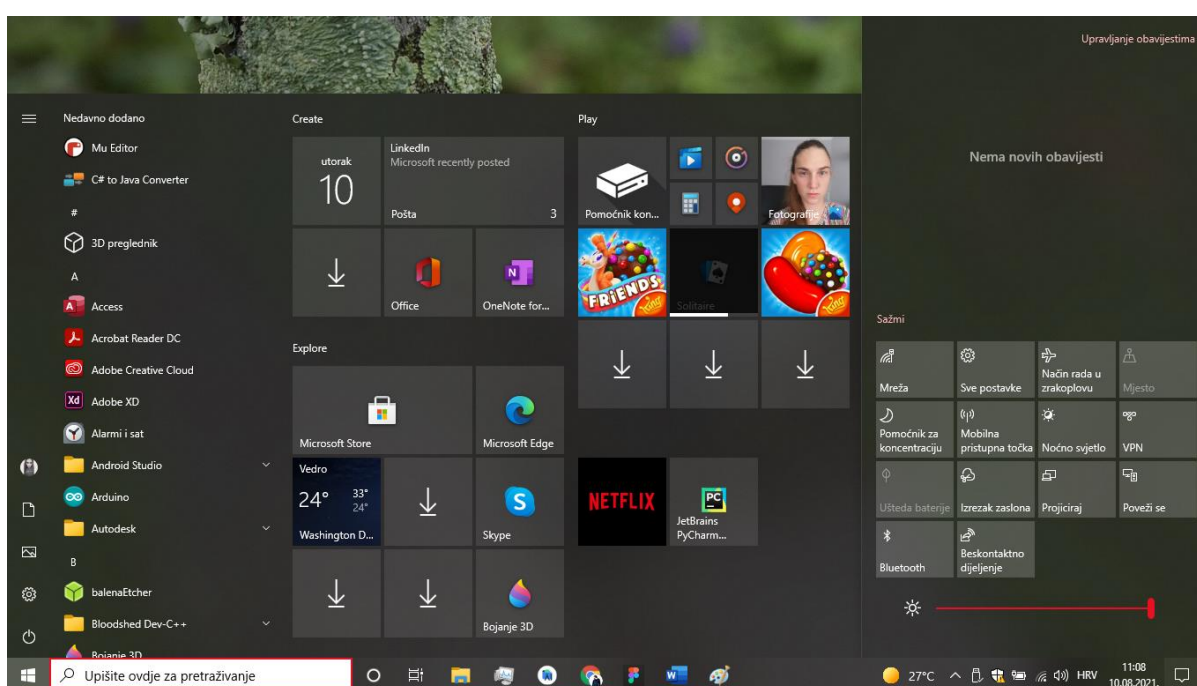 Upravljanje obavijestima
Nedavno dodano
Mu Editor
C# to Java Converter
#
3D preglednik
A
Access
Acrobat Reader DC
Adobe Creative Cloud
Adobe XD
Alarmi i sat
Android Studio
Arduino
Autodesk
B
balenaEtcher
Bloodshed Dev-C++
Bojanje 3D
Create
utorak
10
LinkedIn
Microsoft recently posted
Pošta 3
Office
OneNote for...
Explore
Microsoft Store
Microsoft Edge
Vedro
24° 33°
24°
Washington D...
Skype
Bojanje 3D
Play
Pomoćnik kon...
Fotografije
FRIENDS
King
Solitaire
King
NETFLIX
PC
JetBrains
PyCharm...
Nema novih obavijesti
Sažmi
Mreža
Sve postavke
Način rada u
zrakoplovu
Mjesto
Pomoćnik za
koncentraciju
Mobilna
pristupna točka
Noćno svjetlo
VPN
Ušteda baterije
Izrezak zaslona
Projiciraj
Poveži se
Bluetooth
Beskontaktno
dijeljenje
Upišite ovdje za pretraživanje
27°C
HRV
11:08
10.08.2021.